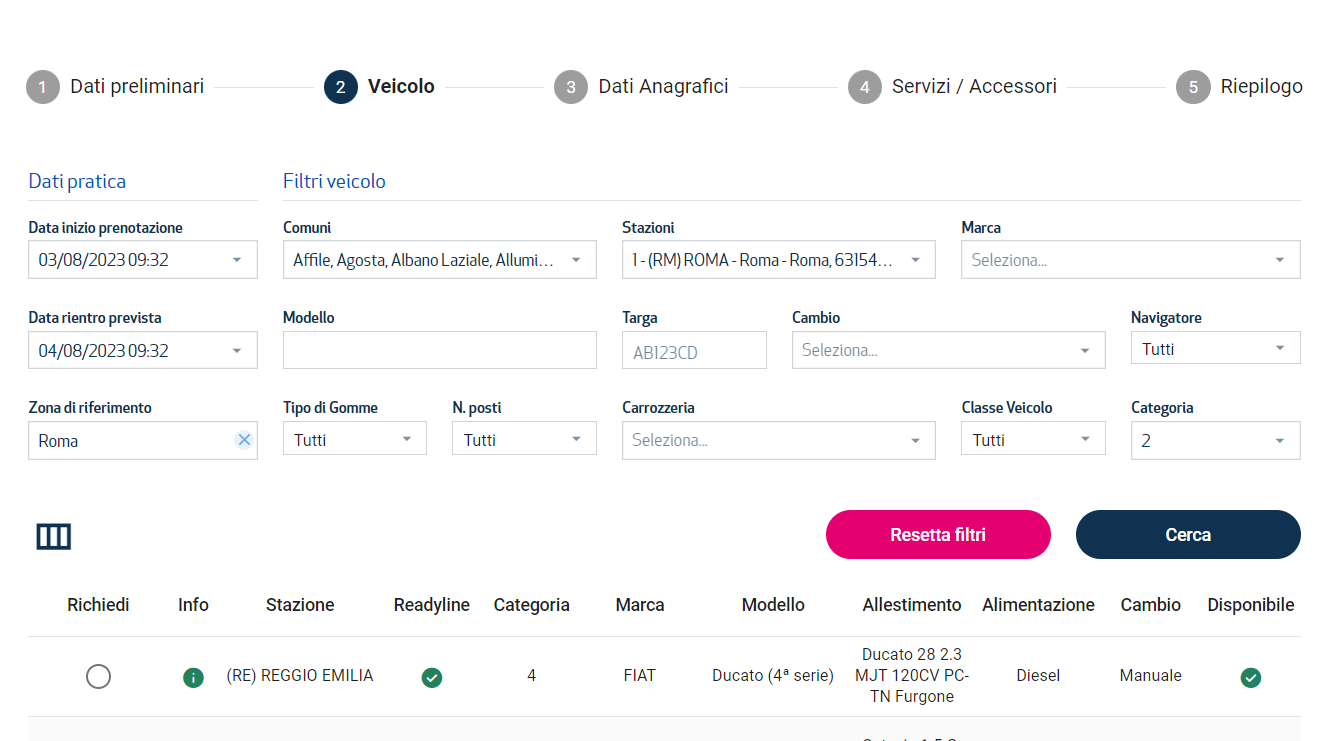 1 Dati preliminari 2 Veicolo 3 Dati Anagrafici 4 Servizi / Accessori 5 Riepilogo
Dati pratica Filtri veicolo
Data inizio prenotazione Comuni Stazioni Marca
03/08/2023 09:32 Affile, Agosta, Albano Laziale, Allumi... 1 - (RM) ROMA - Roma - Roma, 63154... Seleziona...
Data rientro prevista Modello Targa Cambio Navigatore
04/08/2023 09:32 AB123CD Seleziona... Tutti
Zona di riferimento Tipo di Gomme N. posti Carrozzeria Classe Veicolo Categoria
Roma Tutti Tutti Seleziona... Tutti 2
Resetta filtri Cerca
Richiedi Info Stazione Readyline Categoria Marca Modello Allestimento Alimentazione Cambio Disponibile
(RE) REGGIO EMILIA 4 FIAT Ducato (4ª serie) Ducato 28 2.3 Diesel Manuale
MJT 120CV PC-
TN Furgone